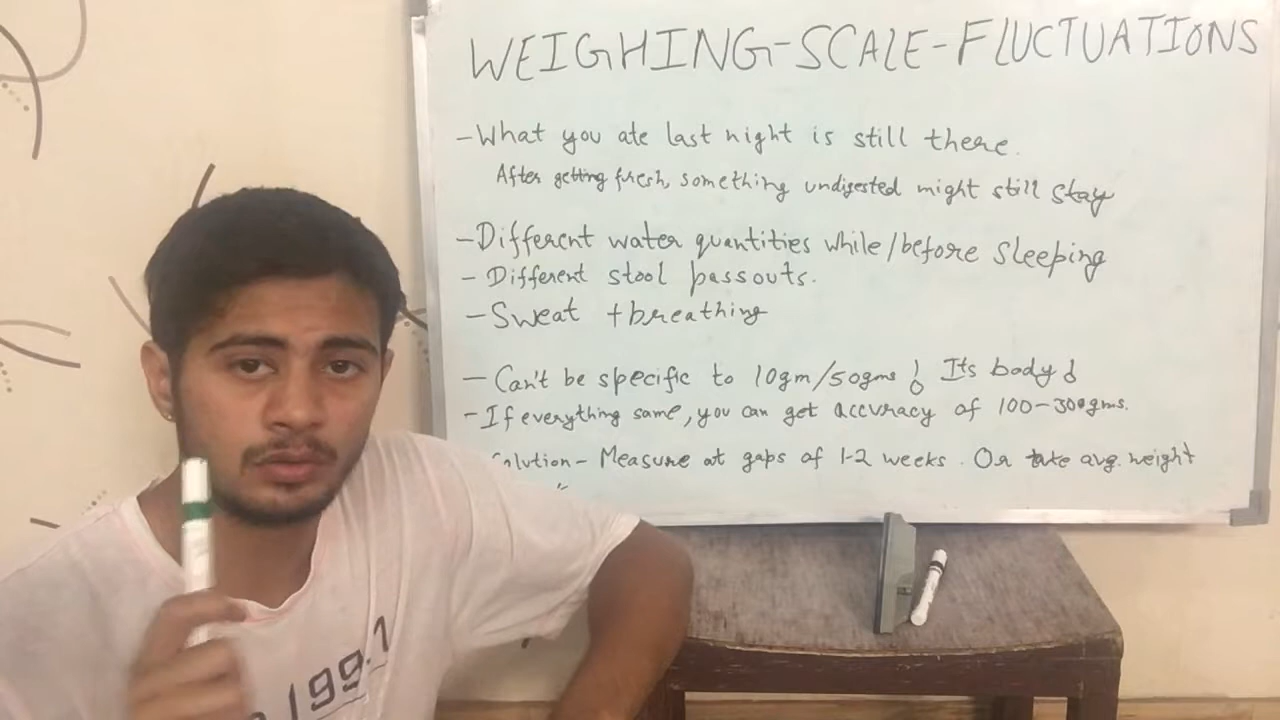 WEIGHING-SCALE-FLUCTUATIONS
- What you ate last night is still there.
After getting fresh, something undigested might still stay
- Different water quantities while/before sleeping
- Different stool passouts.
- Sweat + breathing
- Can't be specific to 10gm/50gms! Its body!
- If everything same, you can get accuracy of 100-300gms.
Solution- Measure at gaps of 1-2 weeks. Or take avg. weight
1991